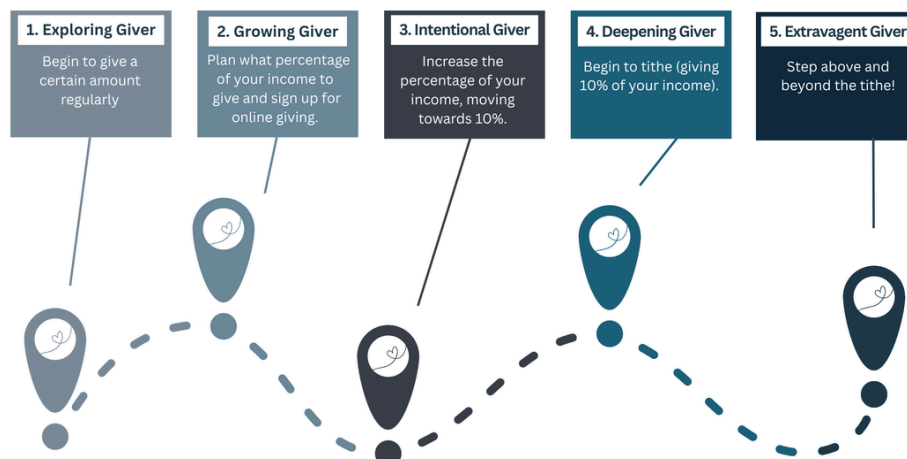 1. Exploring Giver
Begin to give a
certain amount
regularly
2. Growing Giver
Plan what percentage
of your income to
give and sign up for
online giving.
3. Intentional Giver
Increase the
percentage of your
income, moving
towards 10%.
4. Deepening Giver
Begin to tithe (giving
10% of your income).
5. Extravagent Giver
Step above and
beyond the tithe!